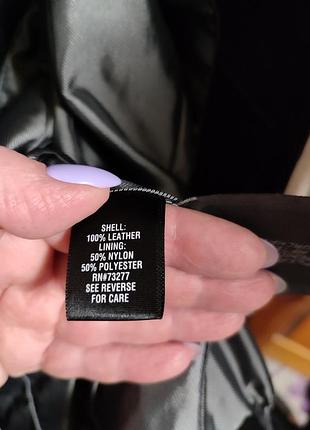 SHELL:
100% LEATHER
LINING:
50% NYLON
50% POLYESTER
RN#73277
SEE REVERSE
FOR CARE